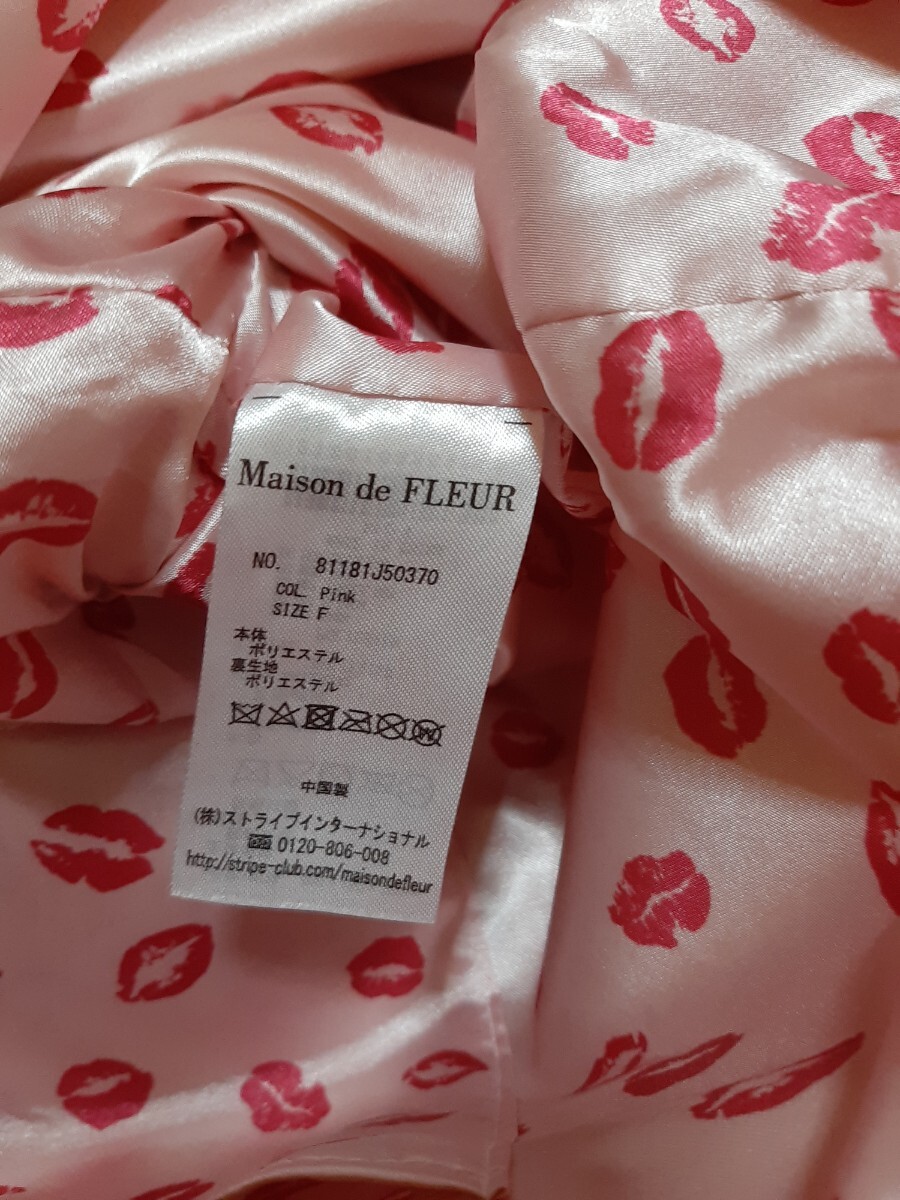 Maison de FLEUR
NO. 81181J50370
COL. Pink
SIZE F
本体
ポリエステル
裏生地
ポリエステル
中国製
(株)ストライプインターナショナル
0120-806-008
http://stripe-club.com/maisondefleur